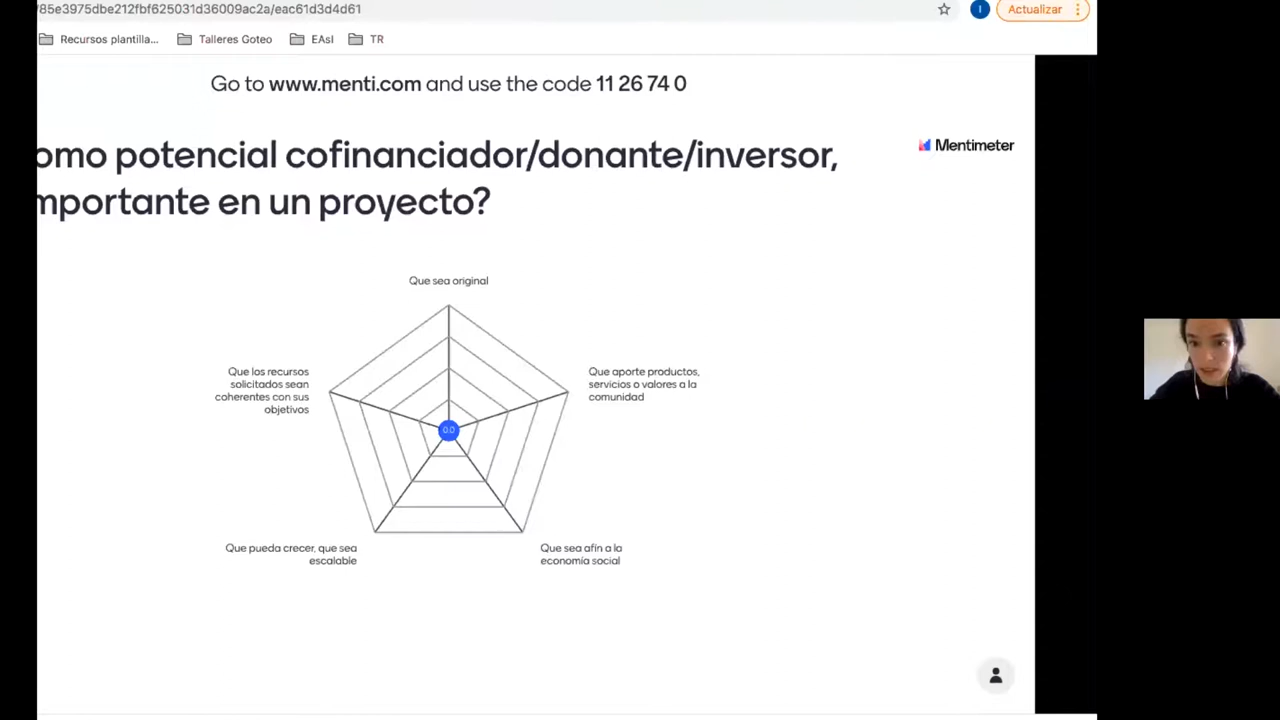 /85e3975dbe212fbf625031d36009ac2a/eac61d3d4d61
Actualizar
Recursos plantilla...
Talleres Goteo
EAsI
TR
Go to www.menti.com and use the code 11 26 74 0
omo potencial cofinanciador/donante/inversor,
mportante en un proyecto?
Mentimeter
Que sea original
Que los recursos
solicitados sean
coherentes con sus
objetivos
Que aporte productos,
servicios o valores a la
comunidad
0.0
Que pueda crecer, que sea
escalable
Que sea afín a la
economía social